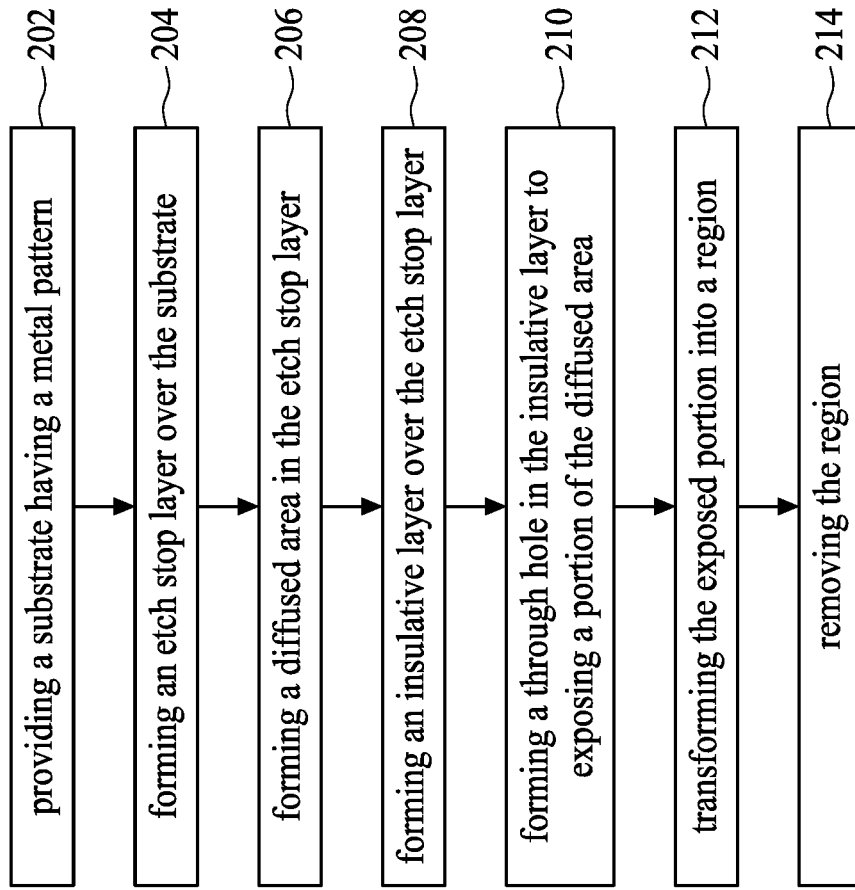 providing a substrate having a metal pattern
202
forming an etch stop layer over the substrate
204
forming a diffused area in the etch stop layer
206
forming an insulative layer over the etch stop layer
208
forming a through hole in the insulative layer to
exposing a portion of the diffused area
210
transforming the exposed portion into a region
212
removing the region
214